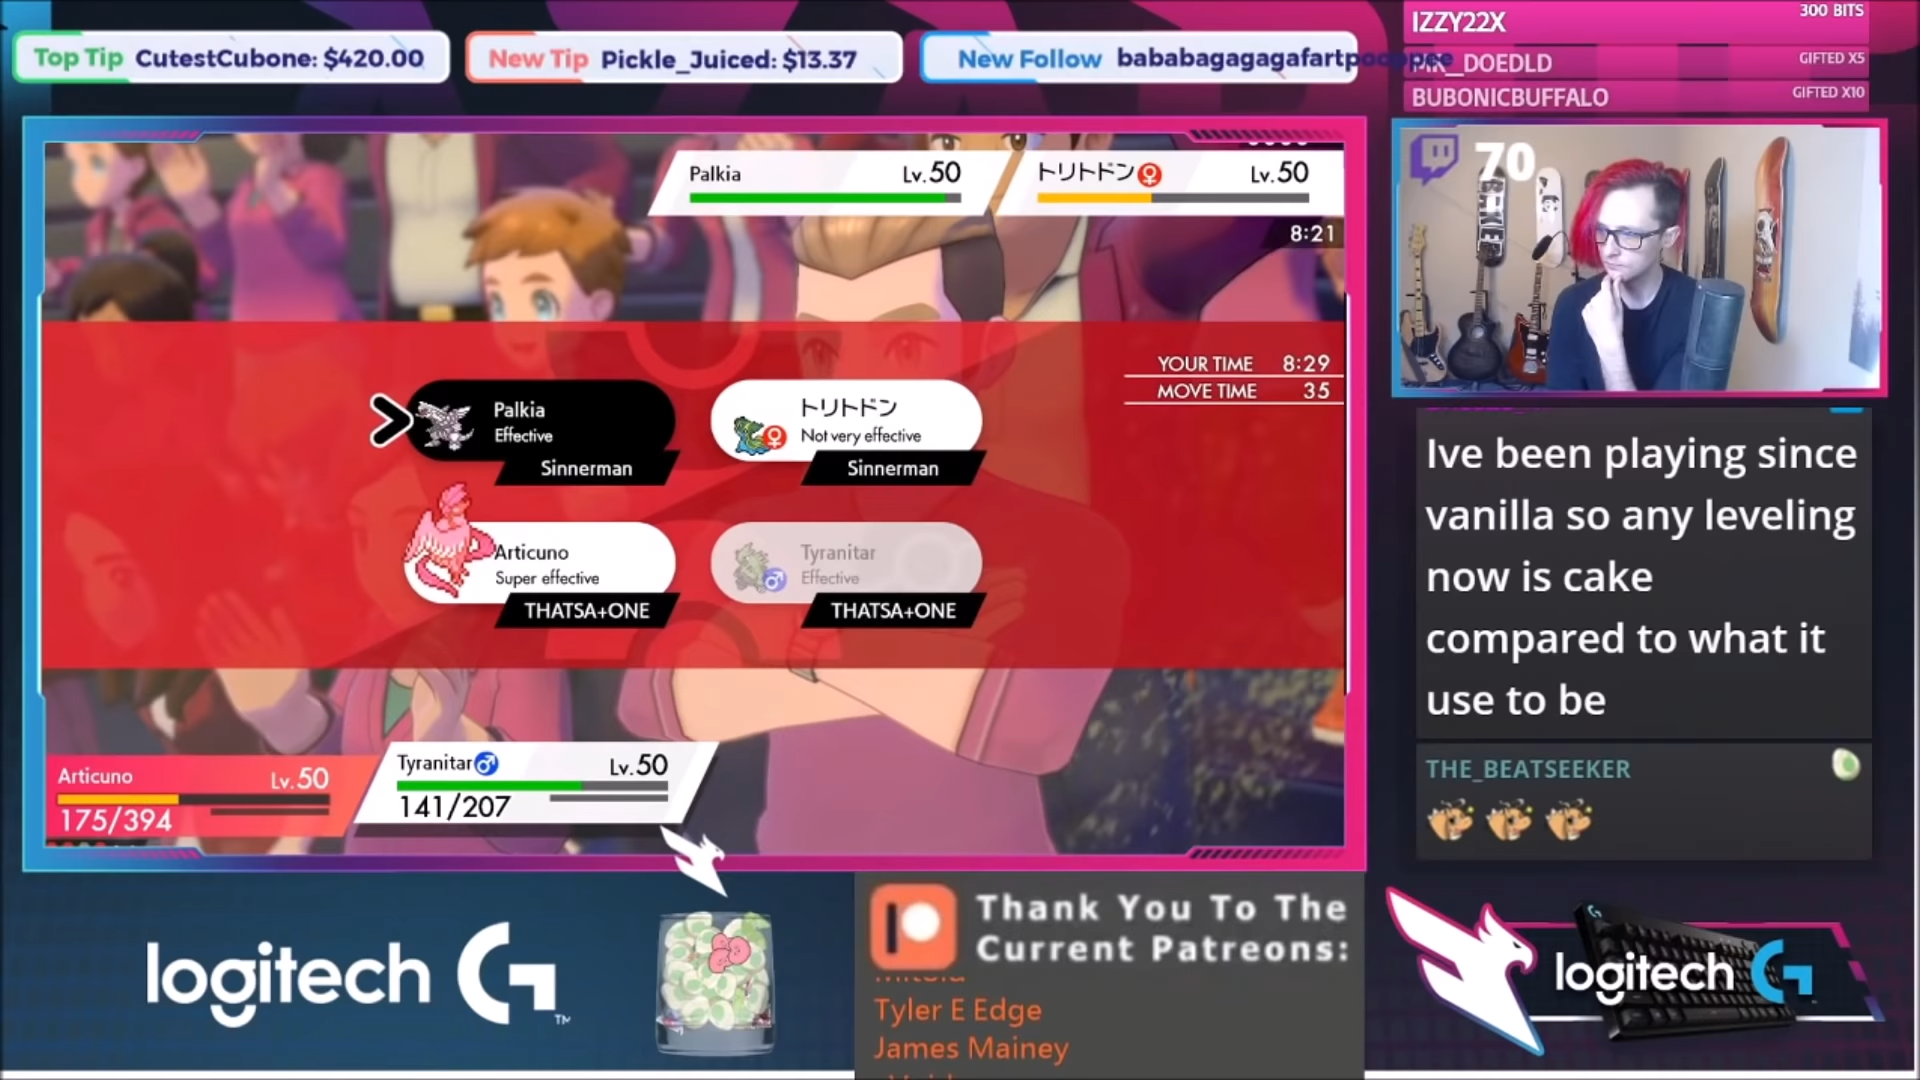 Top Tip CutestCubone: $420.00
New Tip Pickle_Juiced: $13.37
New Follow
IZZY22X 300 BITS
GIFTED X5
BUBONICBUFFALO GIFTED X10
70
Palkia Lv.50
トリトドン Lv.50
8:21
YOUR TIME 8:29
MOVE TIME 35
Palkia
Effective
Sinnerman
トリトドン
Not very effective
Sinnerman
Articuno
Super effective
THATSA+ONE
Tyranitar
Effective
THATSA+ONE
Articuno Lv.50
175/394
Tyranitar Lv.50
141/207
Ive been playing since
vanilla so any leveling
now is cake
compared to what it
use to be
THE_BEATSEEKER
logitech G TM
Thank You To The
Current Patreons:
Tyler E Edge
James Mainey
logitech G